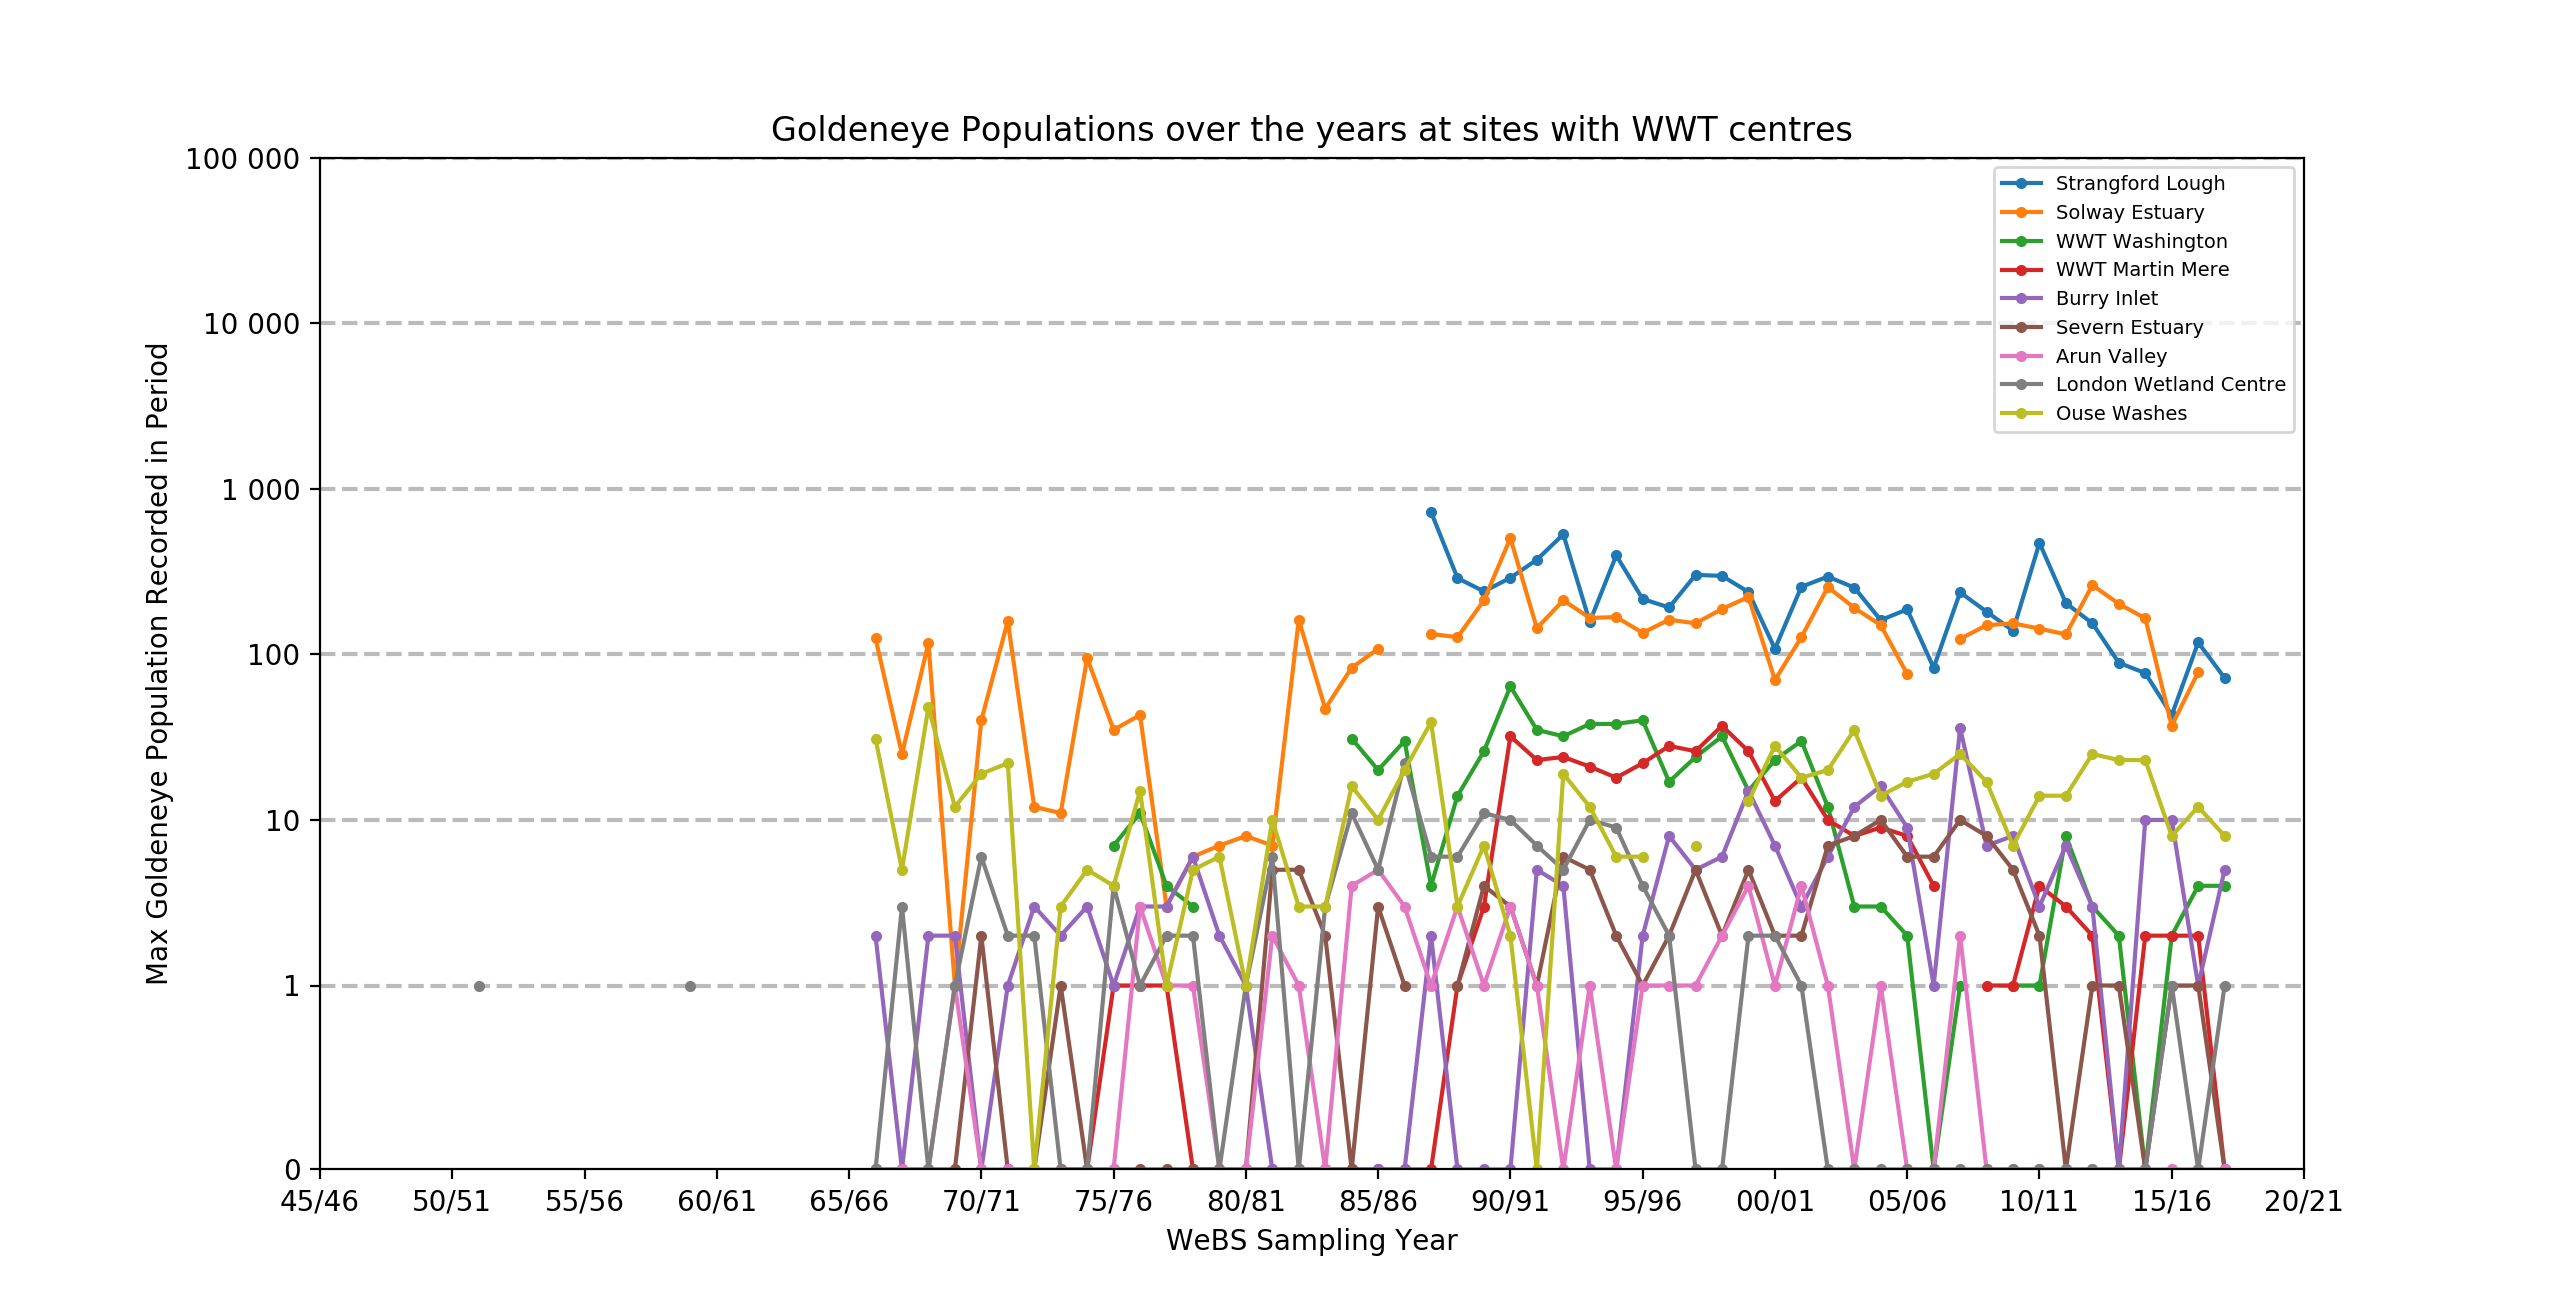 Goldeneye Populations over the years at sites with WWT centres
100 000
10 000
1 000
100
10
1
0
Max Goldeneye Population Recorded in Period
Strangford Lough
Solway Estuary
WWT Washington
WWT Martin Mere
Burry Inlet
Severn Estuary
Arun Valley
London Wetland Centre
Ouse Washes
45/46 50/51 55/56 60/61 65/66 70/71 75/76 80/81 85/86 90/91 95/96 00/01 05/06 10/11 15/16 20/21
WeBS Sampling Year